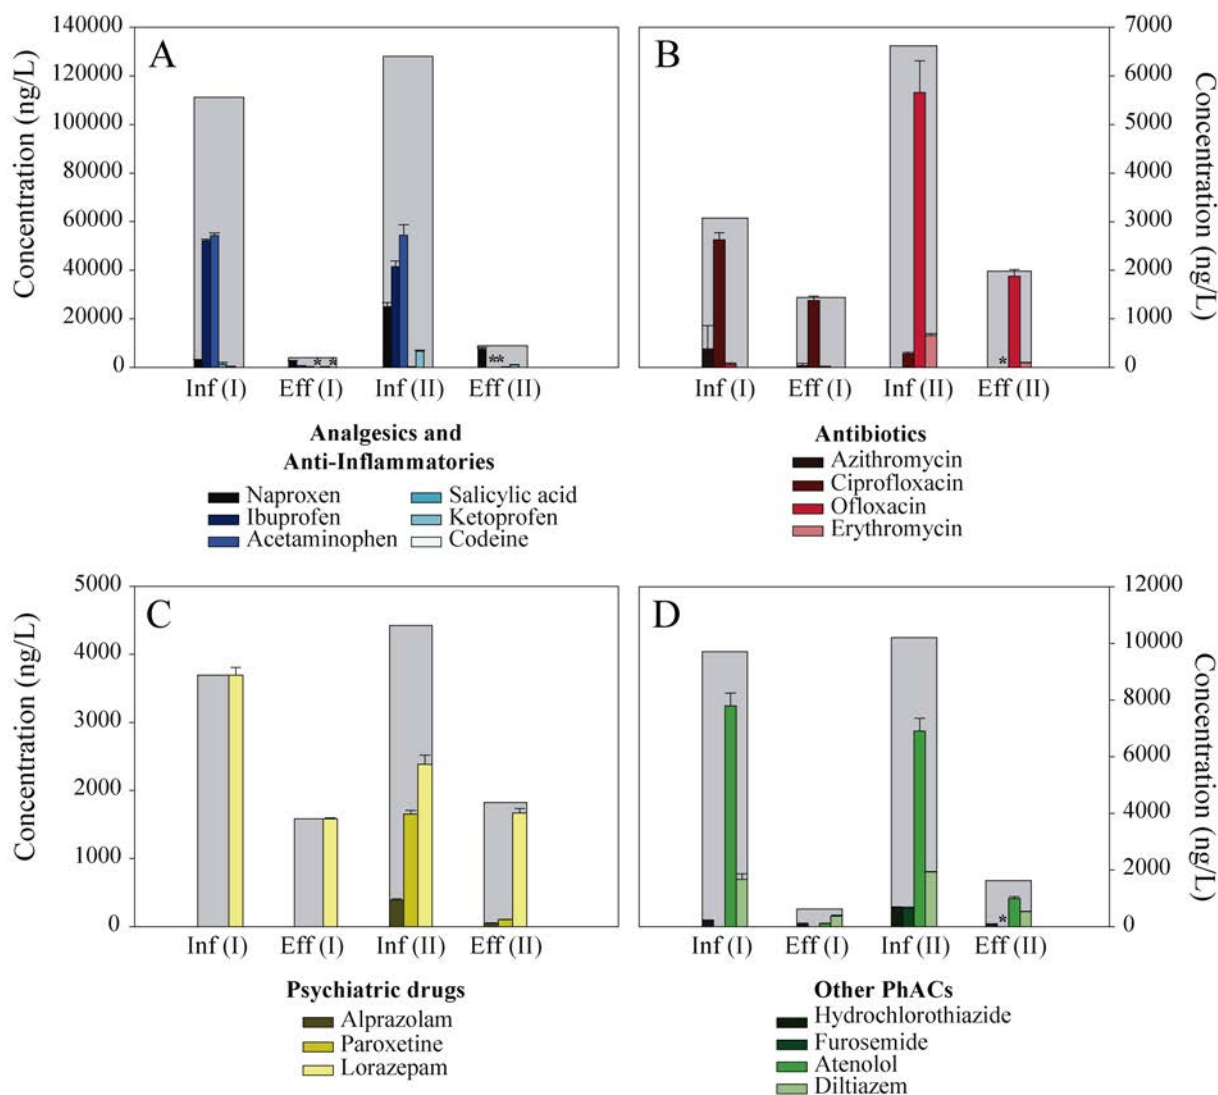 A
B
140000
120000
100000
80000
60000
40000
20000
0
Concentration (ng/L)
7000
6000
5000
4000
3000
2000
1000
0
Concentration (ng/L)
* *
**
*
Inf (I) Eff (I) Inf (II) Eff (II)
Inf (I) Eff (I) Inf (II) Eff (II)
Analgesics and
Anti-Inflammatories
Naproxen Salicylic acid
Ibuprofen Ketoprofen
Acetaminophen Codeine
Antibiotics
Azithromycin
Ciprofloxacin
Ofloxacin
Erythromycin
C
D
5000
4000
3000
2000
1000
0
Concentration (ng/L)
12000
10000
8000
6000
4000
2000
0
Concentration (ng/L)
*
Inf (I) Eff (I) Inf (II) Eff (II)
Inf (I) Eff (I) Inf (II) Eff (II)
Psychiatric drugs
Alprazolam
Paroxetine
Lorazepam
Other PhACs
Hydrochlorothiazide
Furosemide
Atenolol
Diltiazem